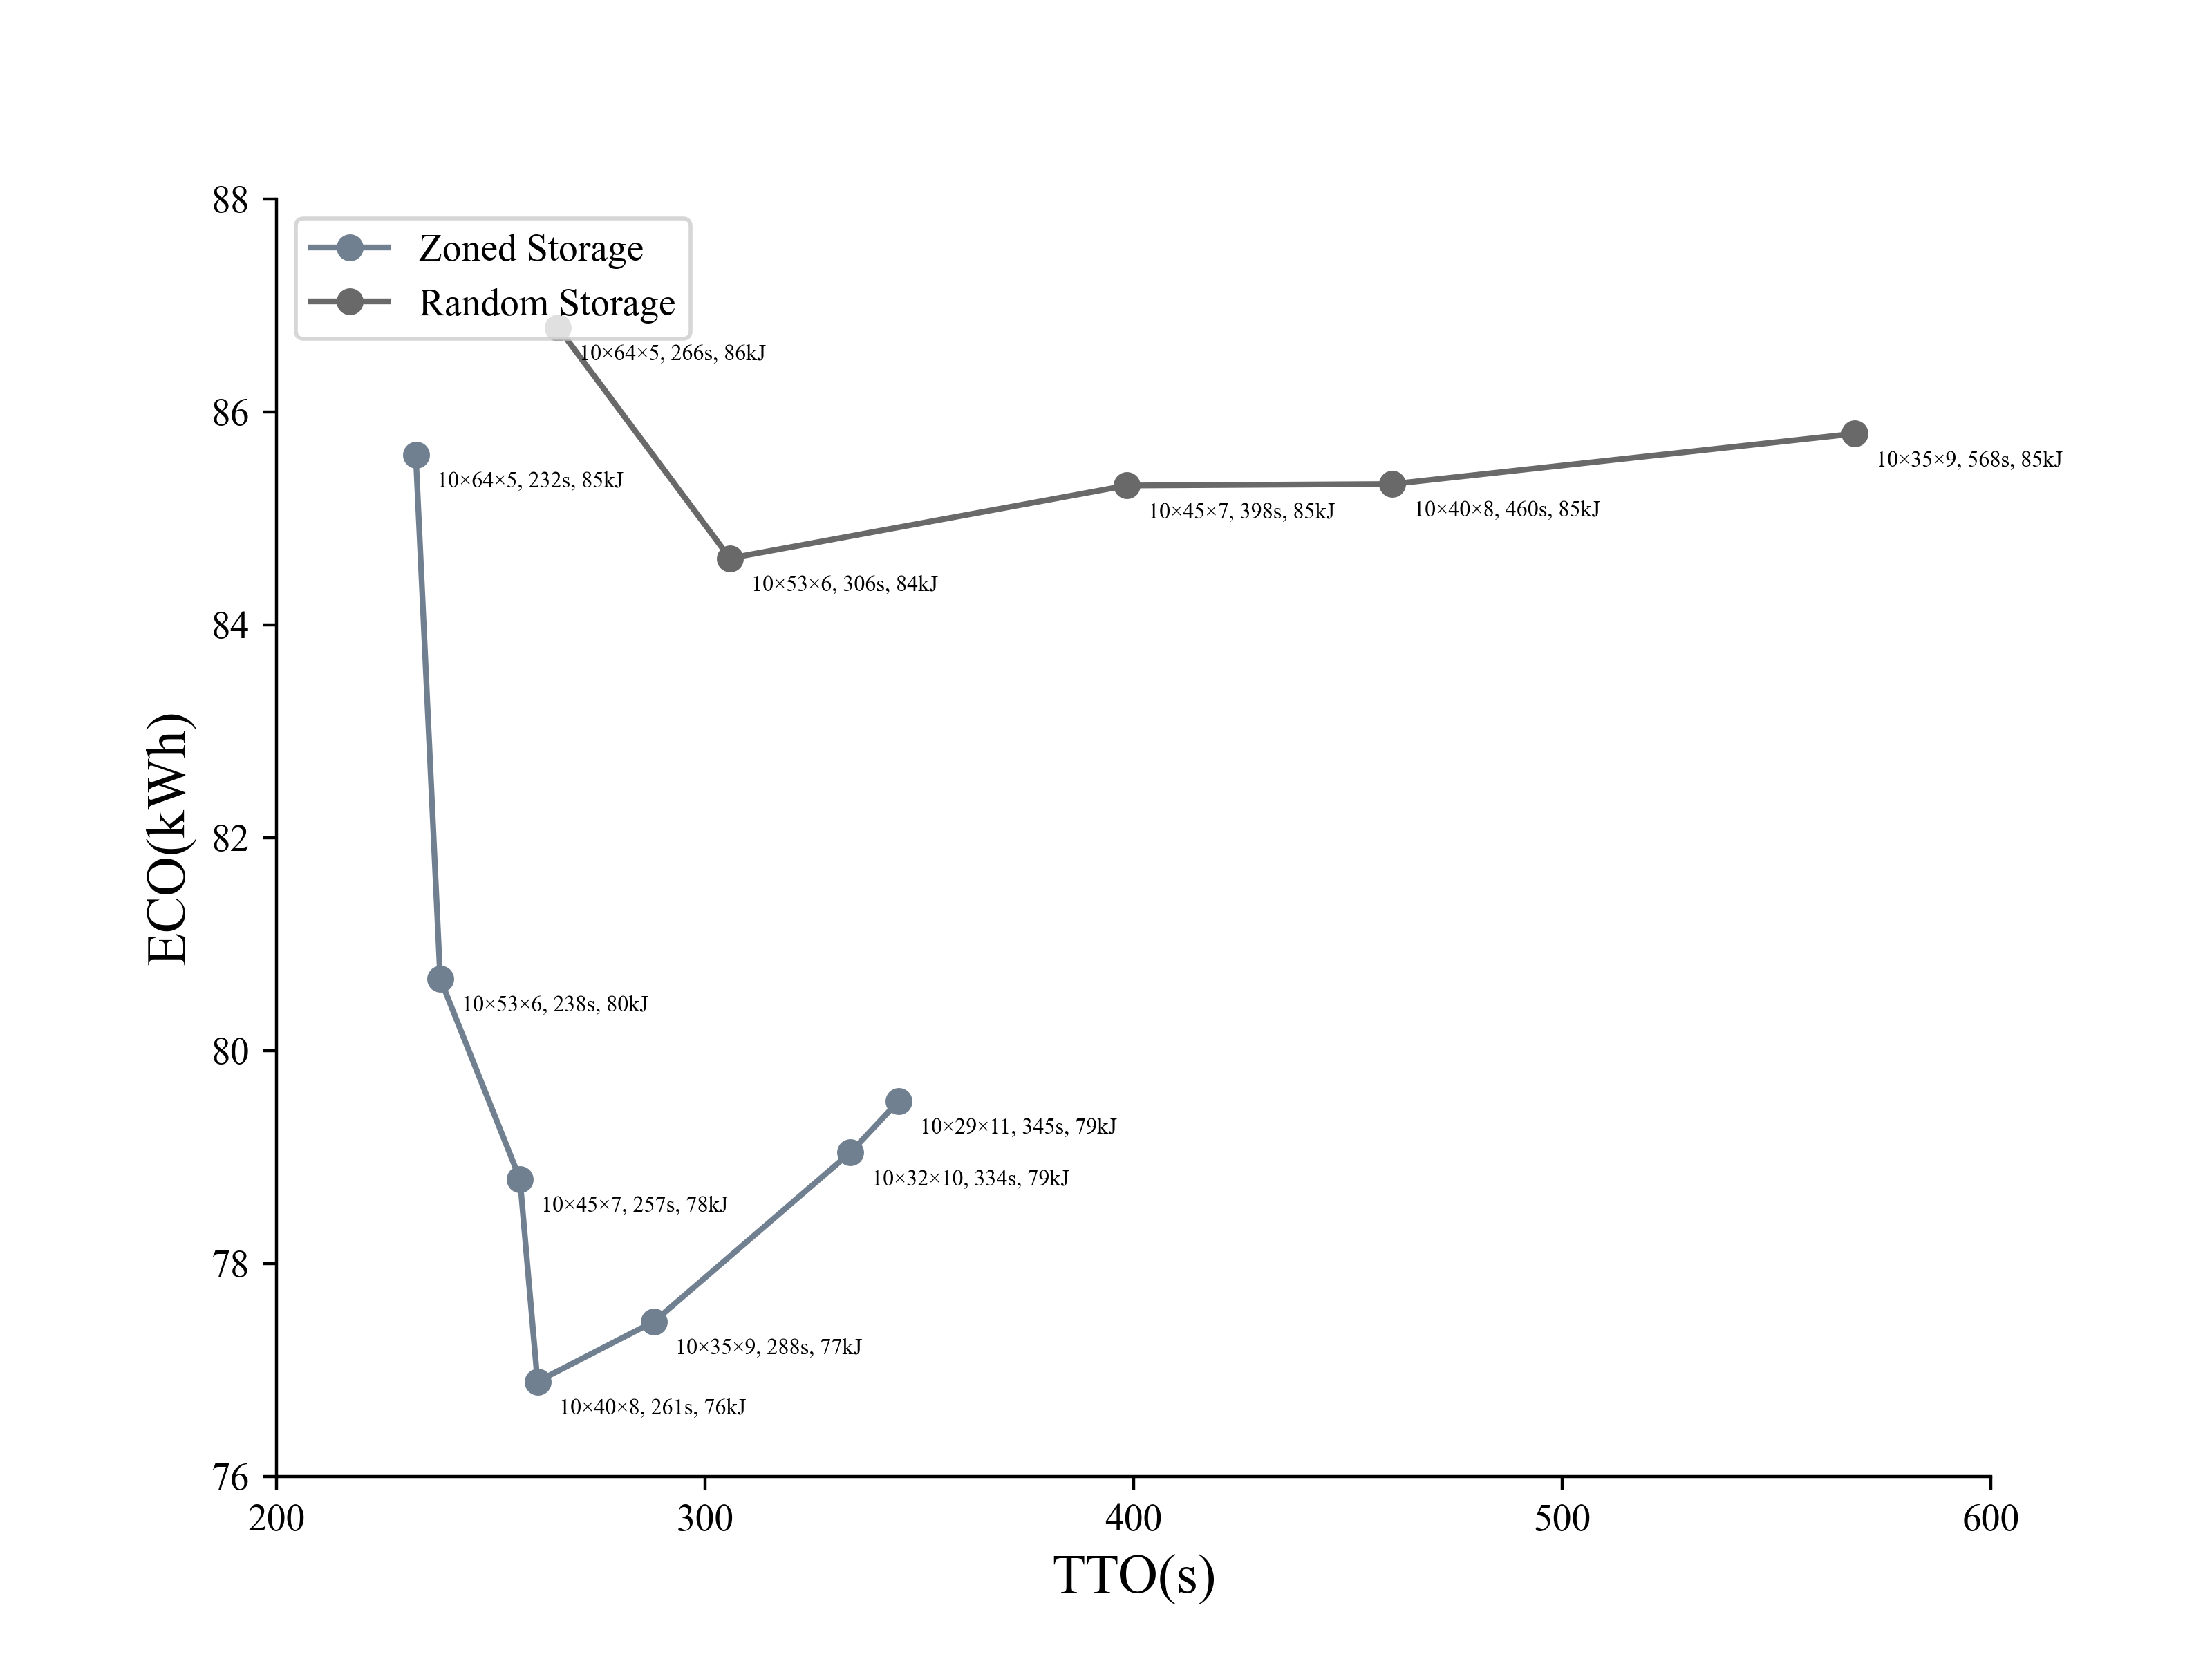 88
Zoned Storage
Random Storage
10×64×5, 266s, 86kJ
86
10×35×9, 568s, 85kJ
10×64×5, 232s, 85kJ
10×45×7, 398s, 85kJ
10×40×8, 460s, 85kJ
10×53×6, 306s, 84kJ
84
ECO(kWh)
82
10×53×6, 238s, 80kJ
80
10×29×11, 345s, 79kJ
10×32×10, 334s, 79kJ
10×45×7, 257s, 78kJ
78
10×35×9, 288s, 77kJ
10×40×8, 261s, 76kJ
76
200 300 400 500 600
TTO(s)